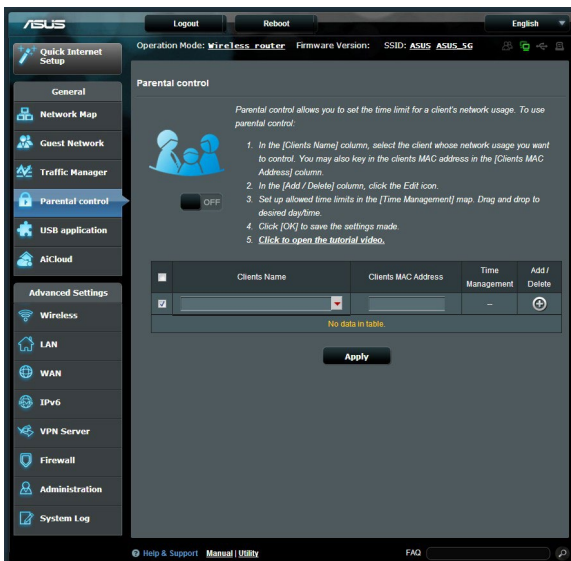 ASUS
Logout
Reboot
English
Quick Internet
Setup
Operation Mode: Wireless router Firmware Version: SSID: ASUS ASUS_5G
General
Network Map
Guest Network
Traffic Manager
Parental control
USB application
AiCloud
Advanced Settings
Wireless
LAN
WAN
IPv6
VPN Server
Firewall
Administration
System Log
Parental control
Parental control allows you to set the time limit for a client's network usage. To use
parental control:
1. In the [Clients Name] column, select the client whose network usage you want
to control. You may also key in the clients MAC address in the [Clients MAC
Address] column.
2. In the [Add / Delete] column, click the Edit icon.
3. Set up allowed time limits in the [Time Management] map. Drag and drop to
desired day/time.
4. Click [OK] to save the settings made.
5. Click to open the tutorial video.
OFF
Clients Name
Clients MAC Address
Time
Management
Add /
Delete
–
No data in table.
Apply
Help & Support Manual | Utility
FAQ